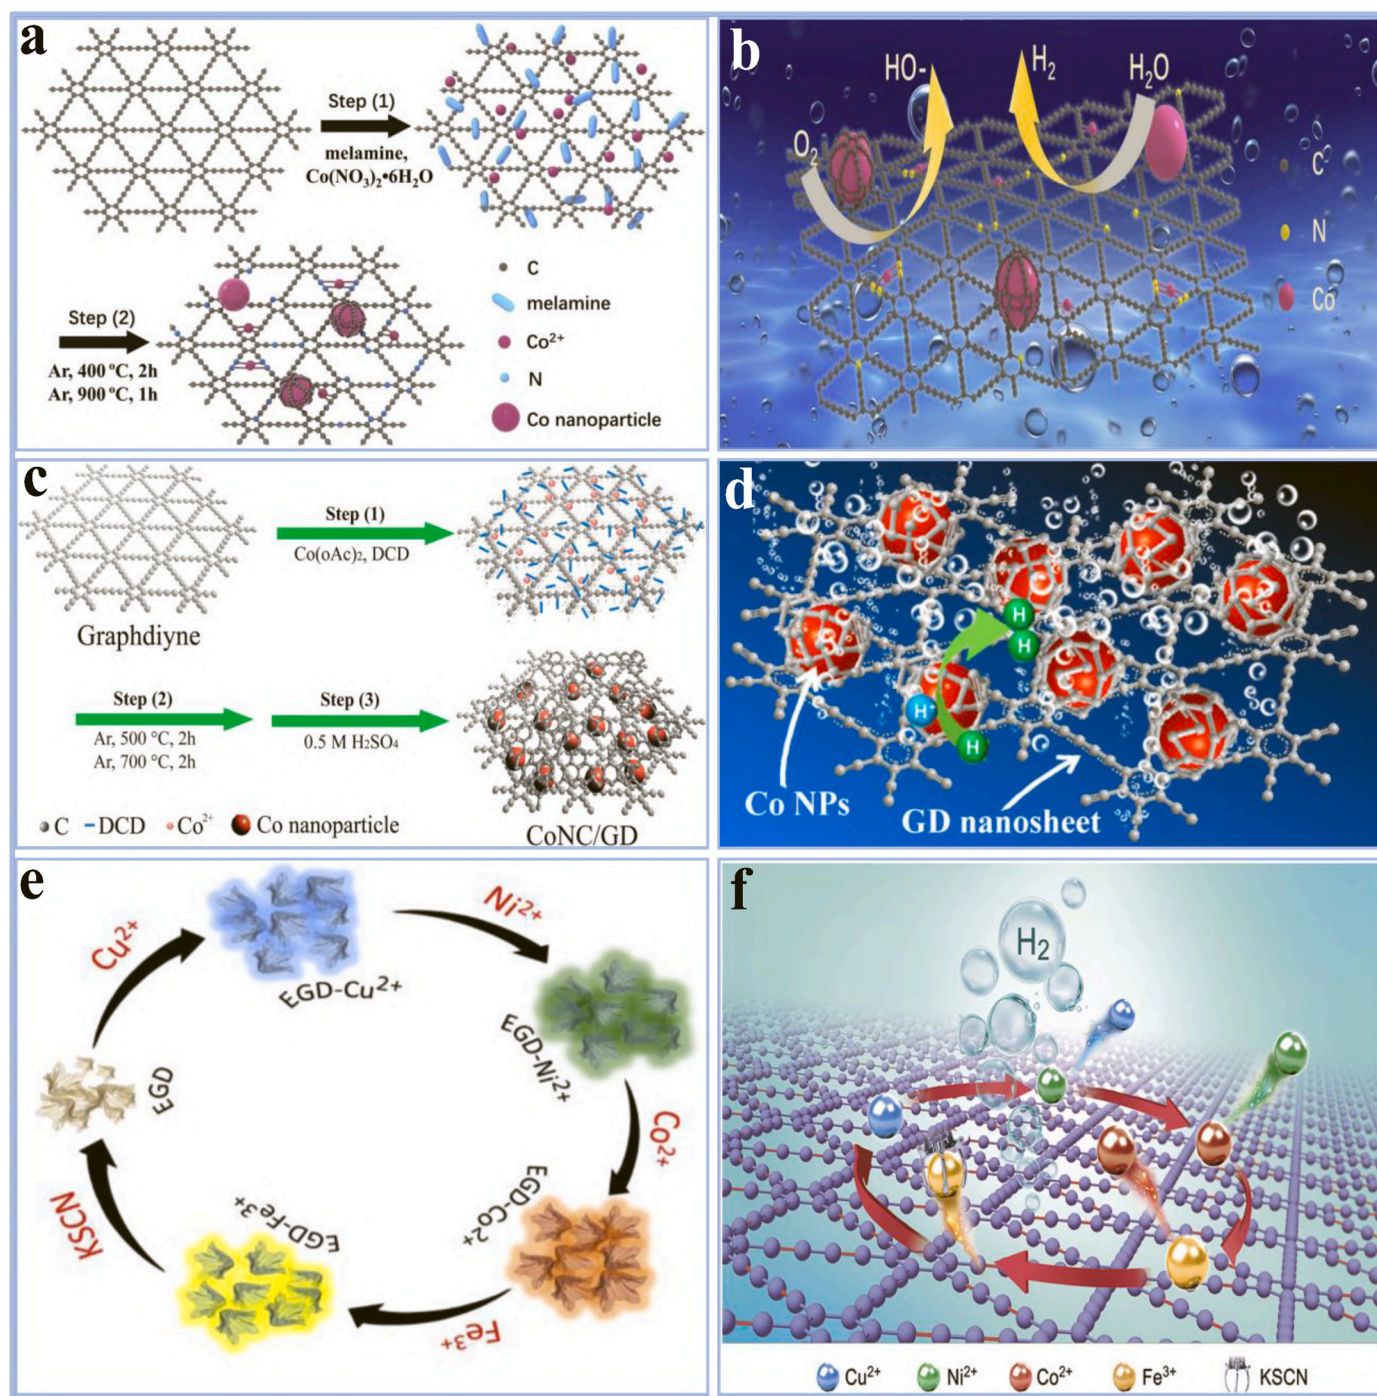 a
Step (1)
melamine,
Co(NO₃)₂•6H₂O
Step (2)
Ar, 400 ºC, 2h
Ar, 900 ºC, 1h
C
melamine
Co²⁺
N
Co nanoparticle
b
HO-
H₂
H₂O
O₂
C
N
Co
c
Graphdiyne
Step (1)
Co(oAc)₂, DCD
Step (2)
Ar, 500 °C, 2h
Ar, 700 °C, 2h
Step (3)
0.5 M H₂SO₄
C DCD Co²⁺ Co nanoparticle
CoNC/GD
d
H
H
H⁺
H
Co NPs
GD nanosheet
e
Cu²⁺
EGD-Cu²⁺
Ni²⁺
EGD-Ni²⁺
Co²⁺
EGD-Co²⁺
Fe³⁺
EGD-Fe³⁺
KSCN
EGD
f
H₂
Cu²⁺ Ni²⁺ Co²⁺ Fe³⁺ KSCN